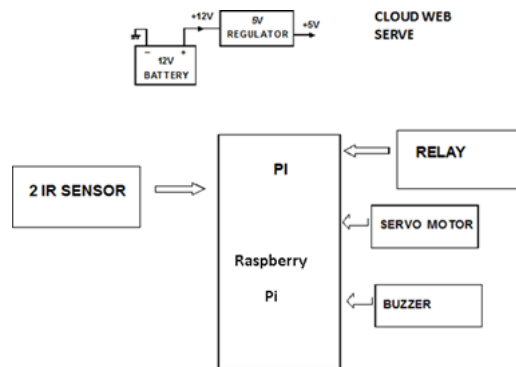 +12V
5V
REGULATOR
+5V
CLOUD WEB
SERVE
– +
12V
BATTERY
2 IR SENSOR
PI
Raspberry
Pi
RELAY
SERVO MOTOR
BUZZER